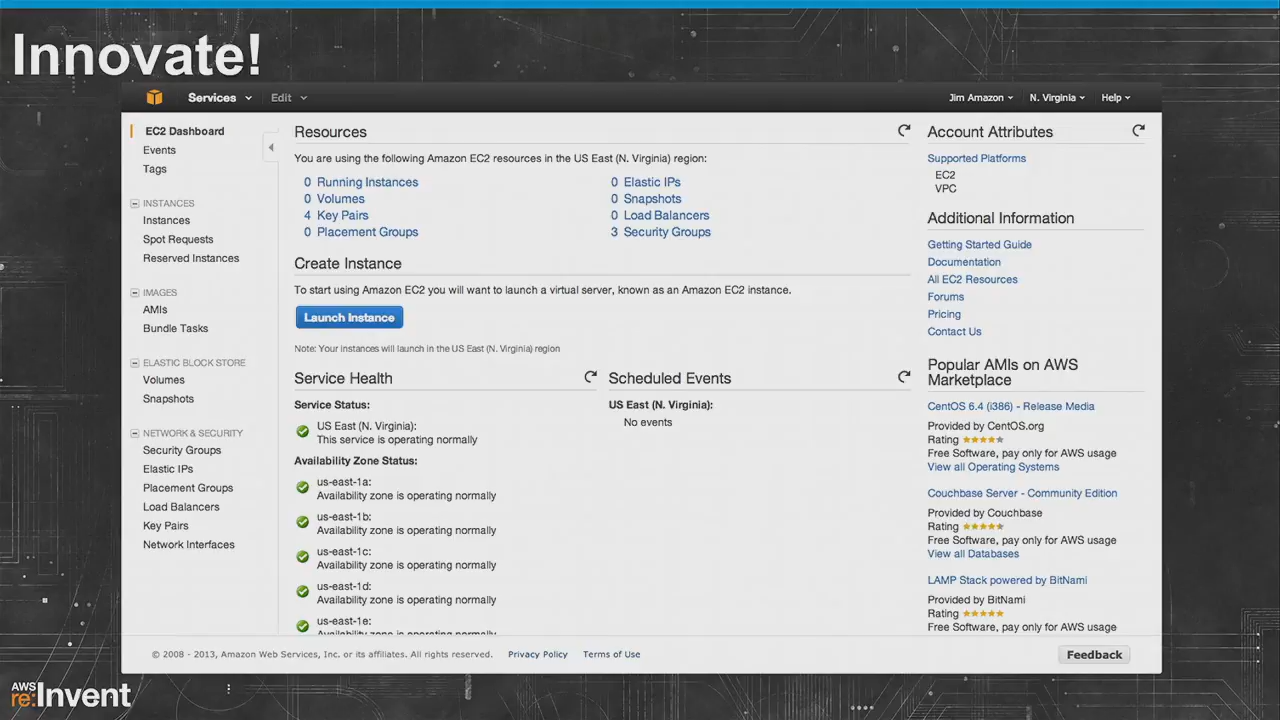 Innovate!
Services
Edit
Jim Amazon
N. Virginia
Help
EC2 Dashboard
Events
Tags
INSTANCES
Instances
Spot Requests
Reserved Instances
IMAGES
AMIs
Bundle Tasks
ELASTIC BLOCK STORE
Volumes
Snapshots
NETWORK & SECURITY
Security Groups
Elastic IPs
Placement Groups
Load Balancers
Key Pairs
Network Interfaces
Resources
You are using the following Amazon EC2 resources in the US East (N. Virginia) region:
0 Running Instances
0 Elastic IPs
0 Volumes
0 Snapshots
4 Key Pairs
0 Load Balancers
0 Placement Groups
3 Security Groups
Create Instance
To start using Amazon EC2 you will want to launch a virtual server, known as an Amazon EC2 instance.
Launch Instance
Note: Your instances will launch in the US East (N. Virginia) region
Service Health
Service Status:
US East (N. Virginia):
This service is operating normally
Availability Zone Status:
us-east-1a:
Availability zone is operating normally
us-east-1b:
Availability zone is operating normally
us-east-1c:
Availability zone is operating normally
us-east-1d:
Availability zone is operating normally
us-east-1e:
Availability zone is operating normally
Scheduled Events
US East (N. Virginia):
No events
Account Attributes
Supported Platforms
EC2
VPC
Additional Information
Getting Started Guide
Documentation
All EC2 Resources
Forums
Pricing
Contact Us
Popular AMIs on AWS
Marketplace
CentOS 6.4 (i386) - Release Media
Provided by CentOS.org
Rating
Free Software, pay only for AWS usage
View all Operating Systems
Couchbase Server - Community Edition
Provided by Couchbase
Rating
Free Software, pay only for AWS usage
View all Databases
LAMP Stack powered by BitNami
Provided by BitNami
Rating
Free Software, pay only for AWS usage
© 2008 - 2013, Amazon Web Services, Inc. or its affiliates. All rights reserved.
Privacy Policy
Terms of Use
Feedback
AWS
re:Invent